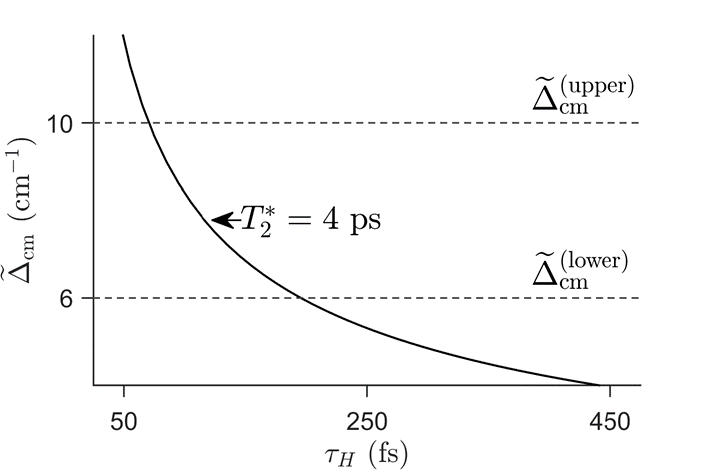 Δ̃cm^(upper)
10
T₂* = 4 ps
Δ̃cm (cm⁻¹)
Δ̃cm^(lower)
6
50 250 450
τH (fs)